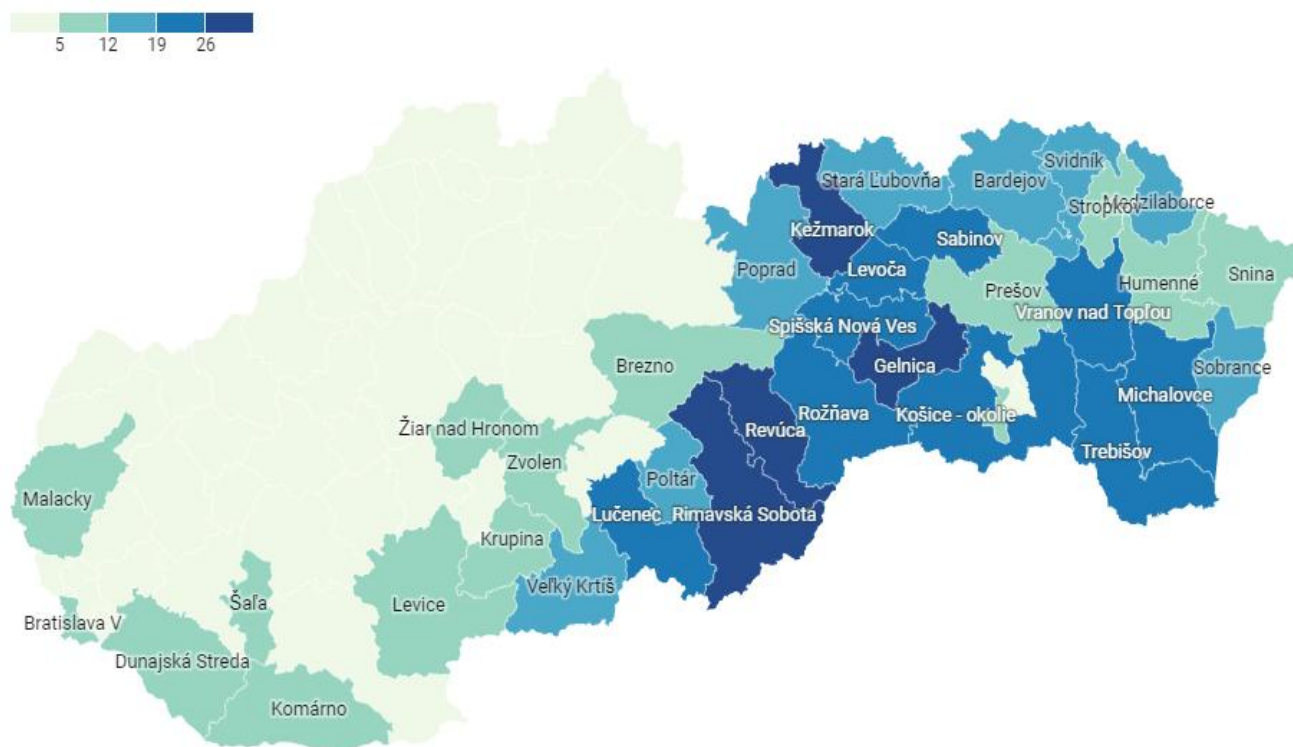 5 12 19 26
Svidník
Stará Ľubovňa
Bardejov
Medzilaborce
Stropkov
Kežmarok
Sabinov
Poprad
Levoča
Snina
Humenné
Prešov
Vranov nad Topľou
Spišská Nová Ves
Brezno
Gelnica
Sobrance
Michalovce
Rožňava
Košice - okolie
Žiar nad Hronom
Revúca
Trebišov
Zvolen
Poltár
Malacky
Lučenec
Rimavská Sobota
Krupina
Veľký Krtíš
Šaľa
Levice
Bratislava V
Dunajská Streda
Komárno